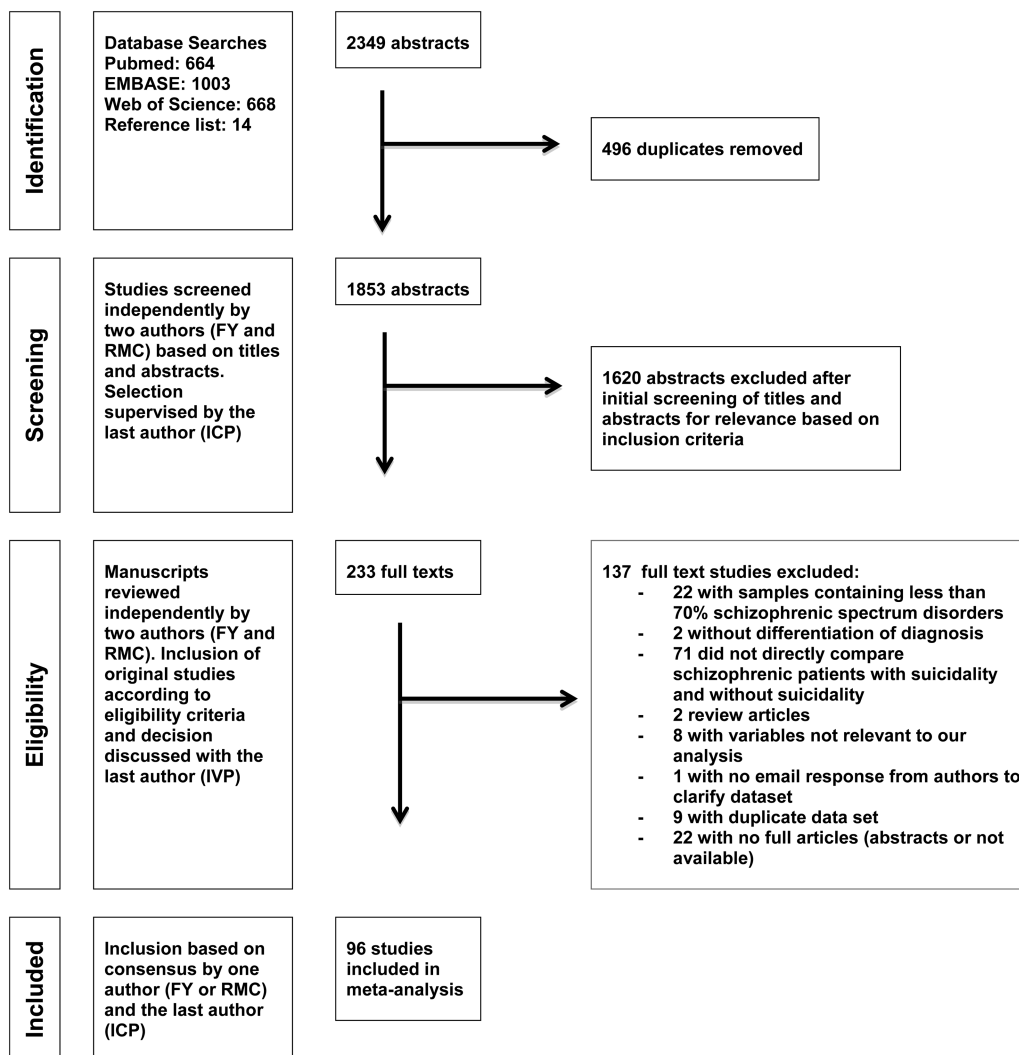 Identification
Database Searches
Pubmed: 664
EMBASE: 1003
Web of Science: 668
Reference list: 14
2349 abstracts
496 duplicates removed
Screening
Studies screened
independently by
two authors (FY and
RMC) based on titles
and abstracts.
Selection
supervised by the
last author (ICP)
1853 abstracts
1620 abstracts excluded after
initial screening of titles and
abstracts for relevance based on
inclusion criteria
Eligibility
Manuscripts
reviewed
independently by
two authors (FY and
RMC). Inclusion of
original studies
according to
eligibility criteria
and decision
discussed with the
last author (IVP)
233 full texts
137 full text studies excluded:
- 22 with samples containing less than
70% schizophrenic spectrum disorders
- 2 without differentiation of diagnosis
- 71 did not directly compare
schizophrenic patients with suicidality
and without suicidality
- 2 review articles
- 8 with variables not relevant to our
analysis
- 1 with no email response from authors to
clarify dataset
- 9 with duplicate data set
- 22 with no full articles (abstracts or not
available)
Included
Inclusion based on
consensus by one
author (FY or RMC)
and the last author
(ICP)
96 studies
included in
meta-analysis